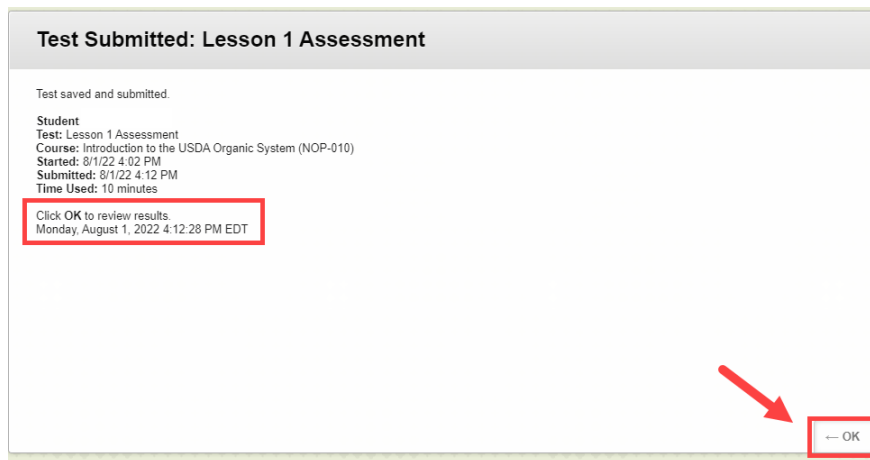 Test Submitted: Lesson 1 Assessment
Test saved and submitted.
Student
Test: Lesson 1 Assessment
Course: Introduction to the USDA Organic System (NOP-010)
Started: 8/1/22 4:02 PM
Submitted: 8/1/22 4:12 PM
Time Used: 10 minutes
Click OK to review results.
Monday, August 1, 2022 4:12:28 PM EDT
← OK